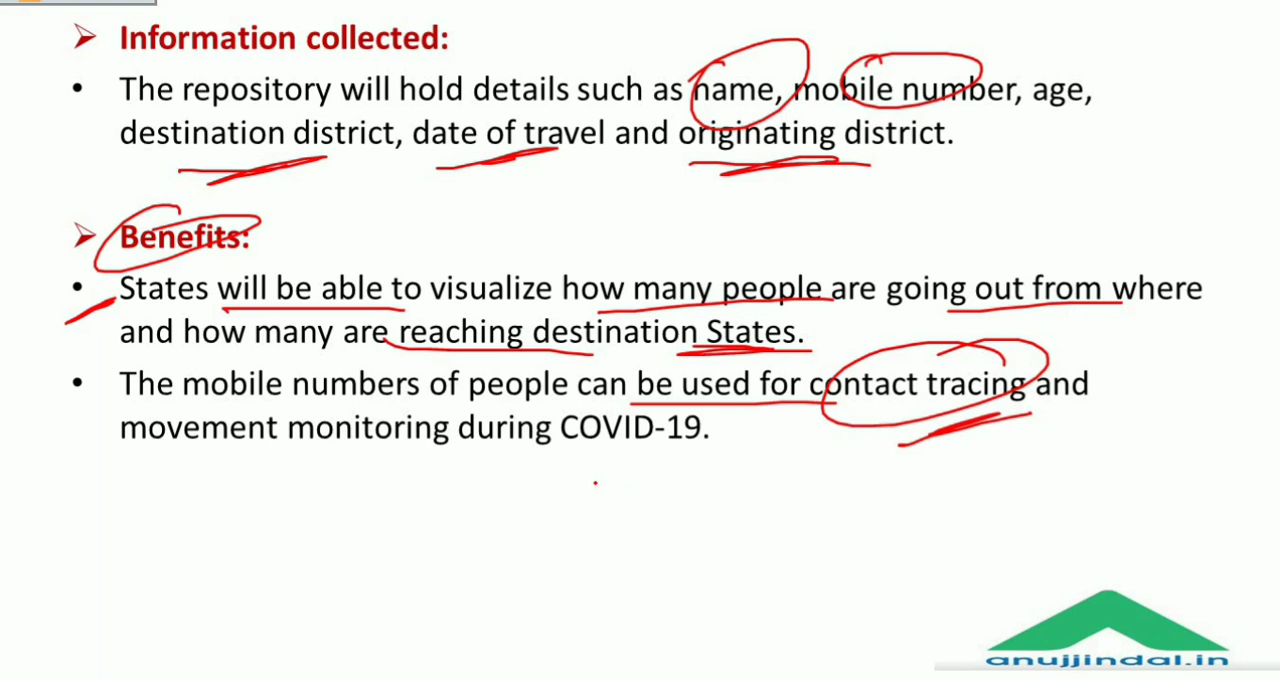 Information collected:
• The repository will hold details such as name, mobile number, age,
destination district, date of travel and originating district.
Benefits:
• States will be able to visualize how many people are going out from where
and how many are reaching destination States.
• The mobile numbers of people can be used for contact tracing and
movement monitoring during COVID-19.
anujjindal.in